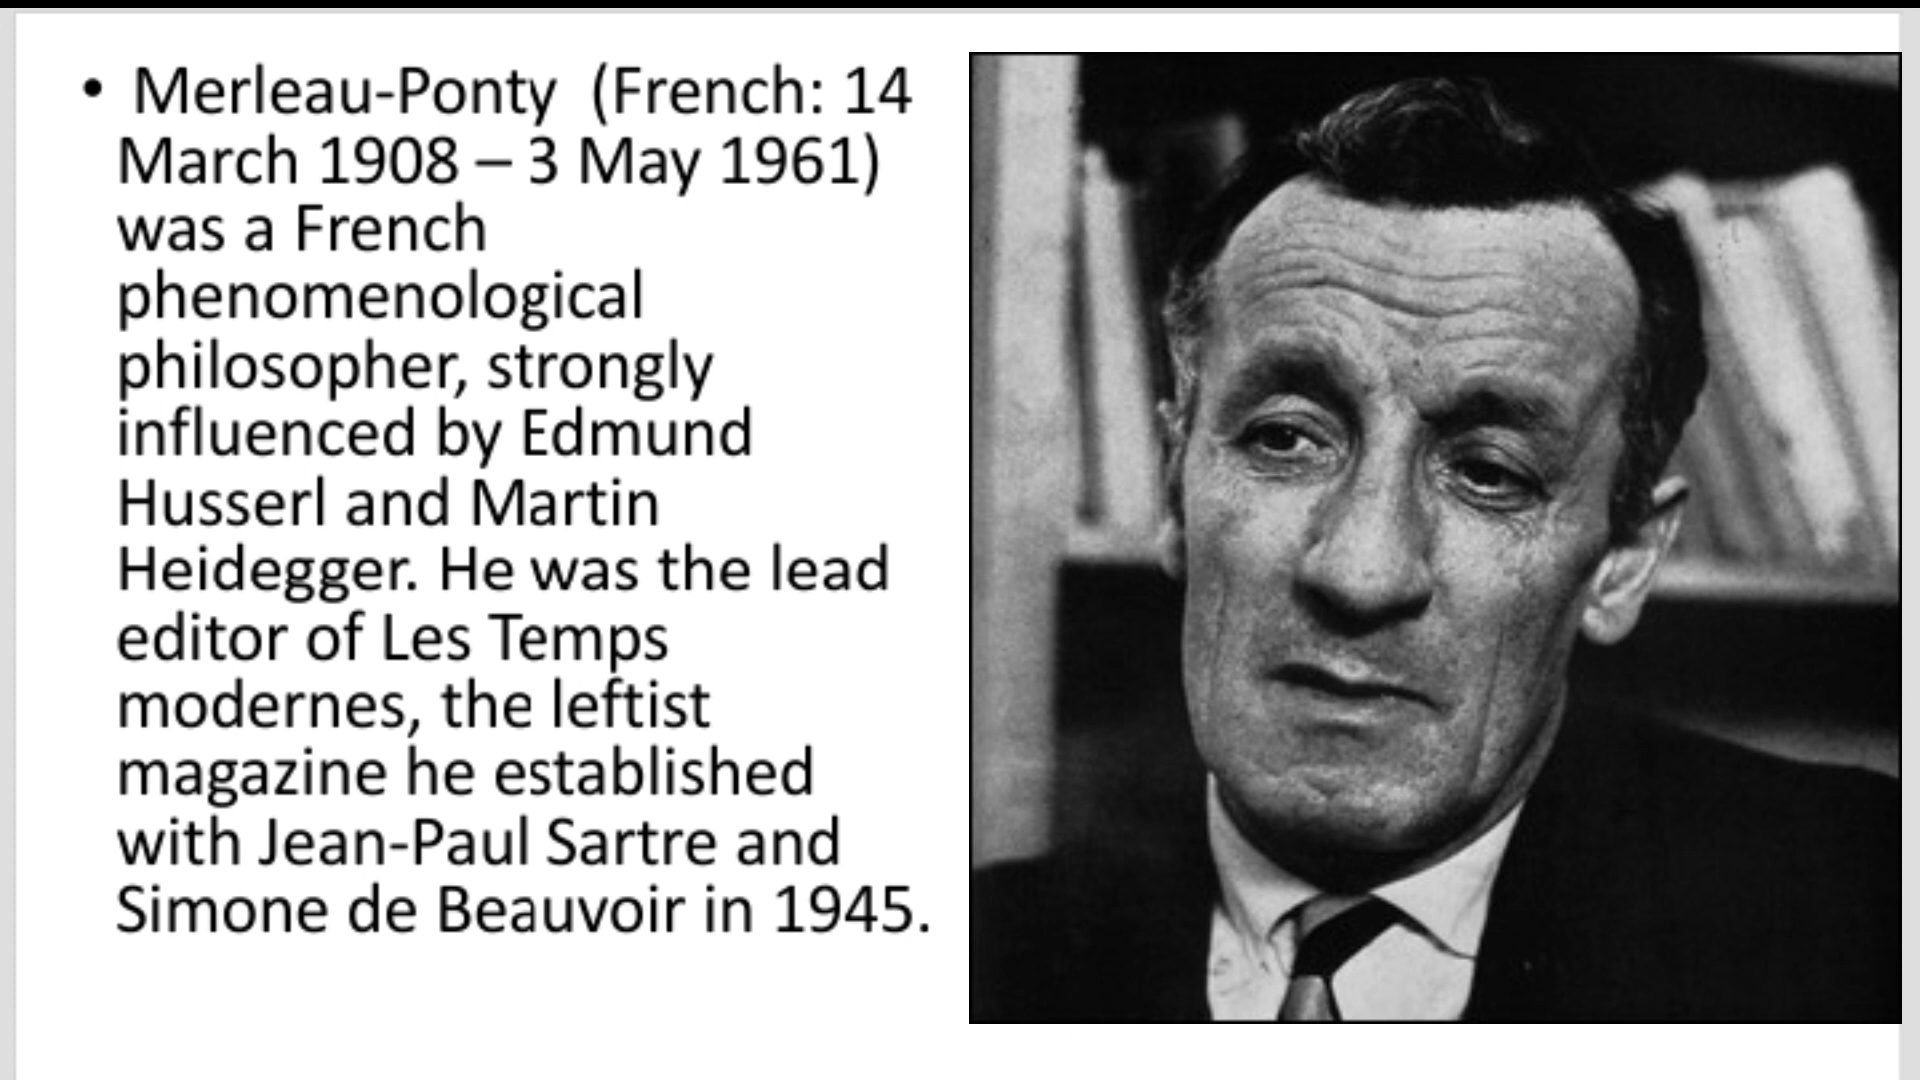 • Merleau-Ponty (French: 14
March 1908 – 3 May 1961)
was a French
phenomenological
philosopher, strongly
influenced by Edmund
Husserl and Martin
Heidegger. He was the lead
editor of Les Temps
modernes, the leftist
magazine he established
with Jean-Paul Sartre and
Simone de Beauvoir in 1945.